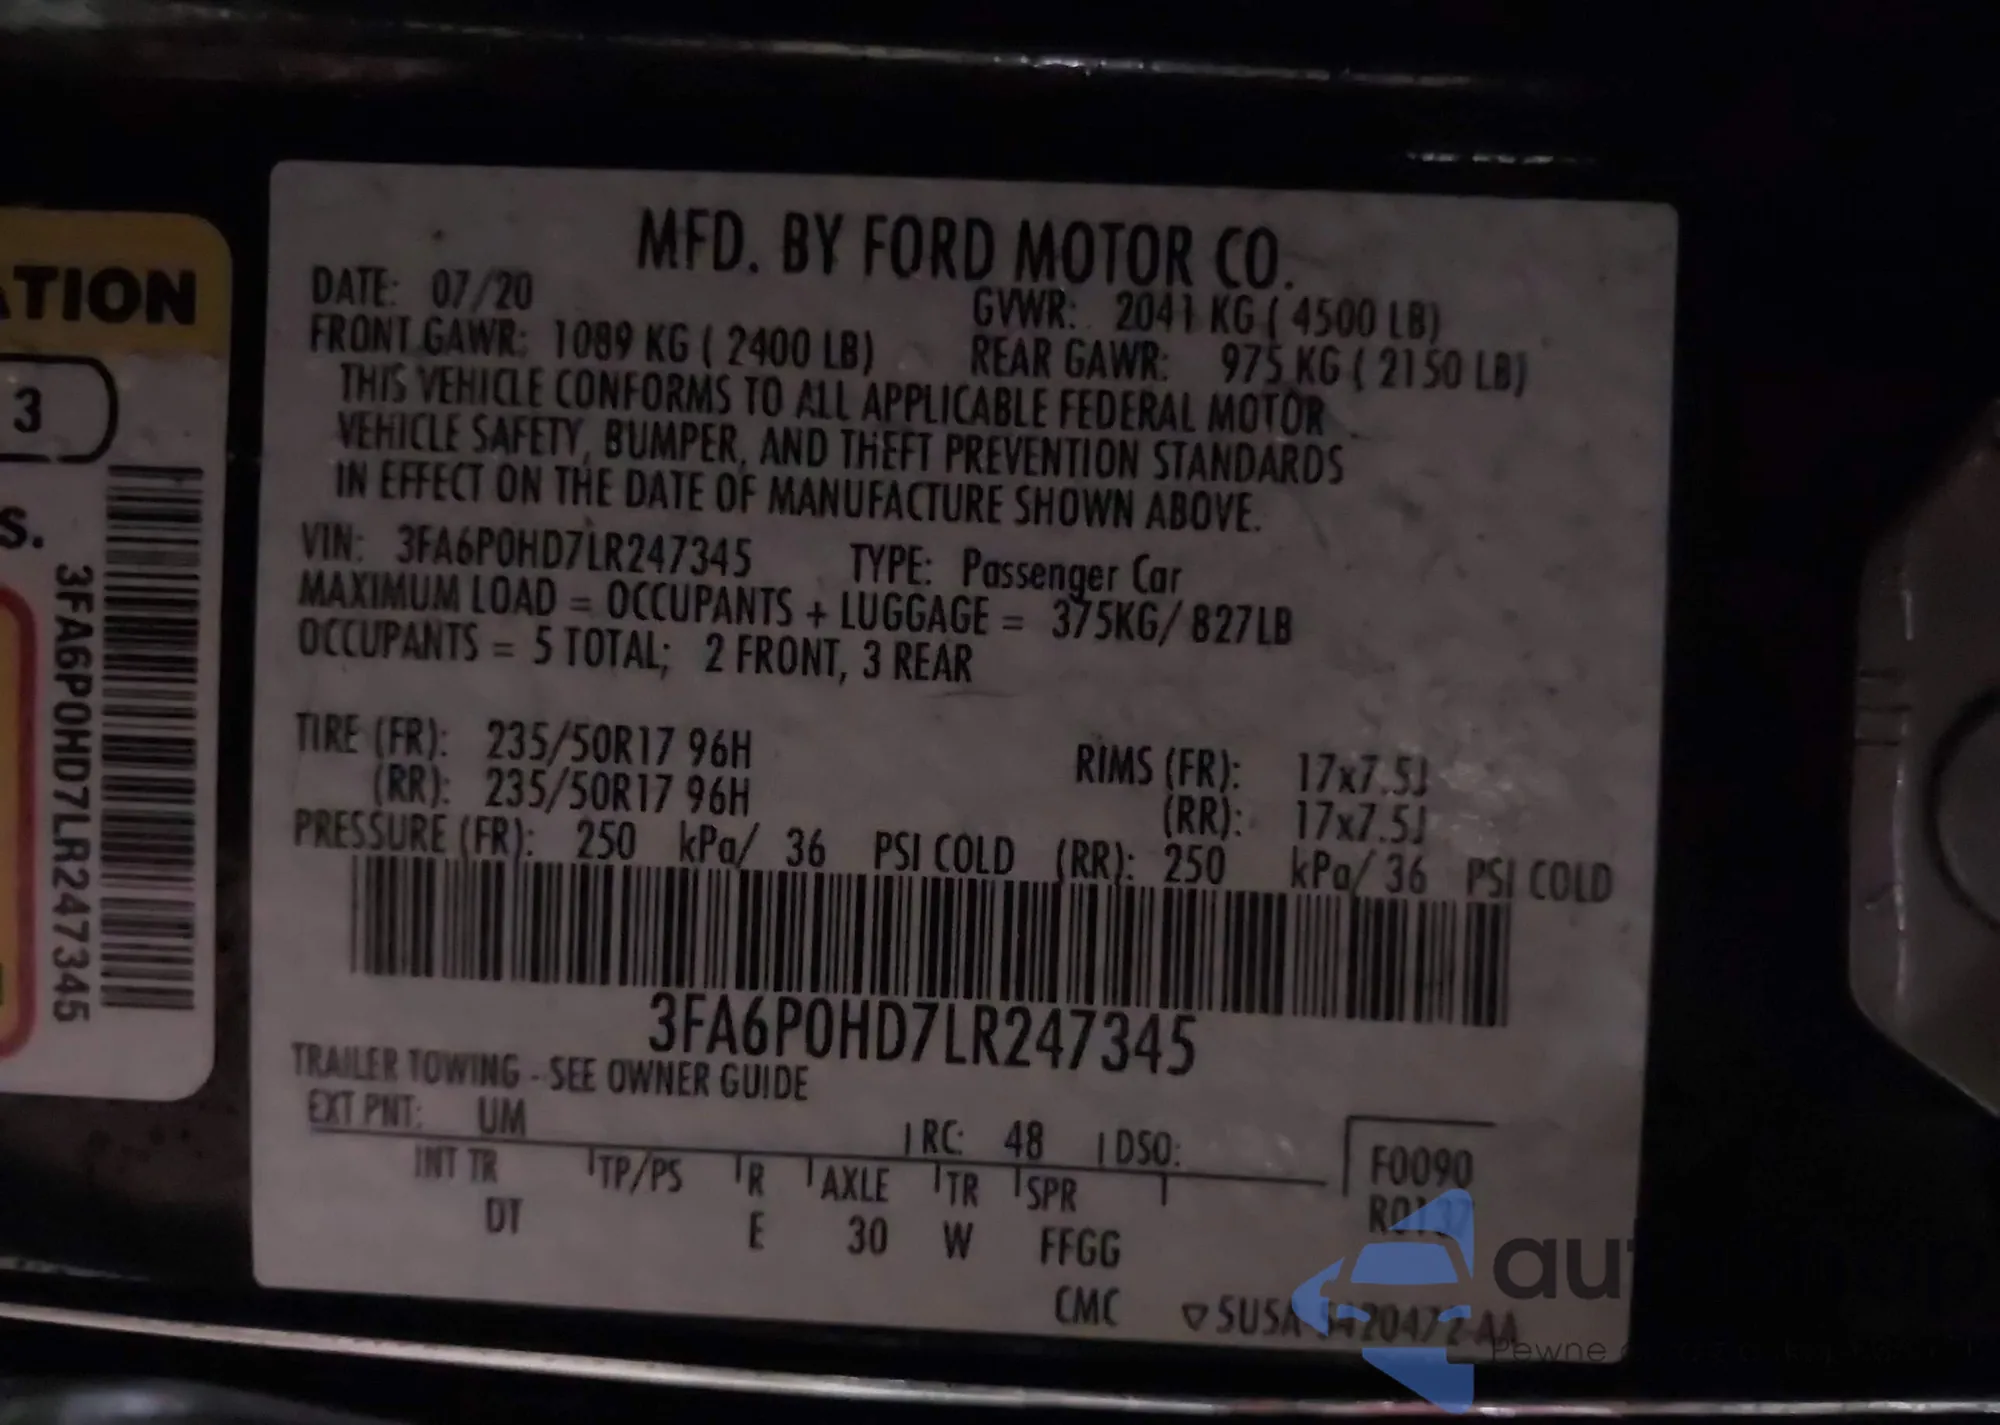 ATION
3
S.
3FA6P0HD7LR247345
MFD. BY FORD MOTOR CO.
DATE: 07/20 GVWR: 2041 KG ( 4500 LB)
FRONT GAWR: 1089 KG ( 2400 LB) REAR GAWR: 975 KG ( 2150 LB)
THIS VEHICLE CONFORMS TO ALL APPLICABLE FEDERAL MOTOR
VEHICLE SAFETY, BUMPER, AND THEFT PREVENTION STANDARDS
IN EFFECT ON THE DATE OF MANUFACTURE SHOWN ABOVE.
VIN: 3FA6P0HD7LR247345 TYPE: Passenger Car
MAXIMUM LOAD = OCCUPANTS + LUGGAGE = 375KG/ 827LB
OCCUPANTS = 5 TOTAL; 2 FRONT, 3 REAR
TIRE (FR): 235/50R17 96H RIMS (FR): 17x7.5J
(RR): 235/50R17 96H (RR): 17x7.5J
PRESSURE (FR): 250 kPa/ 36 PSI COLD (RR): 250 kPa/ 36 PSI COLD
3FA6P0HD7LR247345
TRAILER TOWING - SEE OWNER GUIDE
EXT PNT: UM RC: 48 DSO:
INT TR TP/PS R AXLE TR SPR
DT E 30 W FFGG
F0090
CMC
Pewne